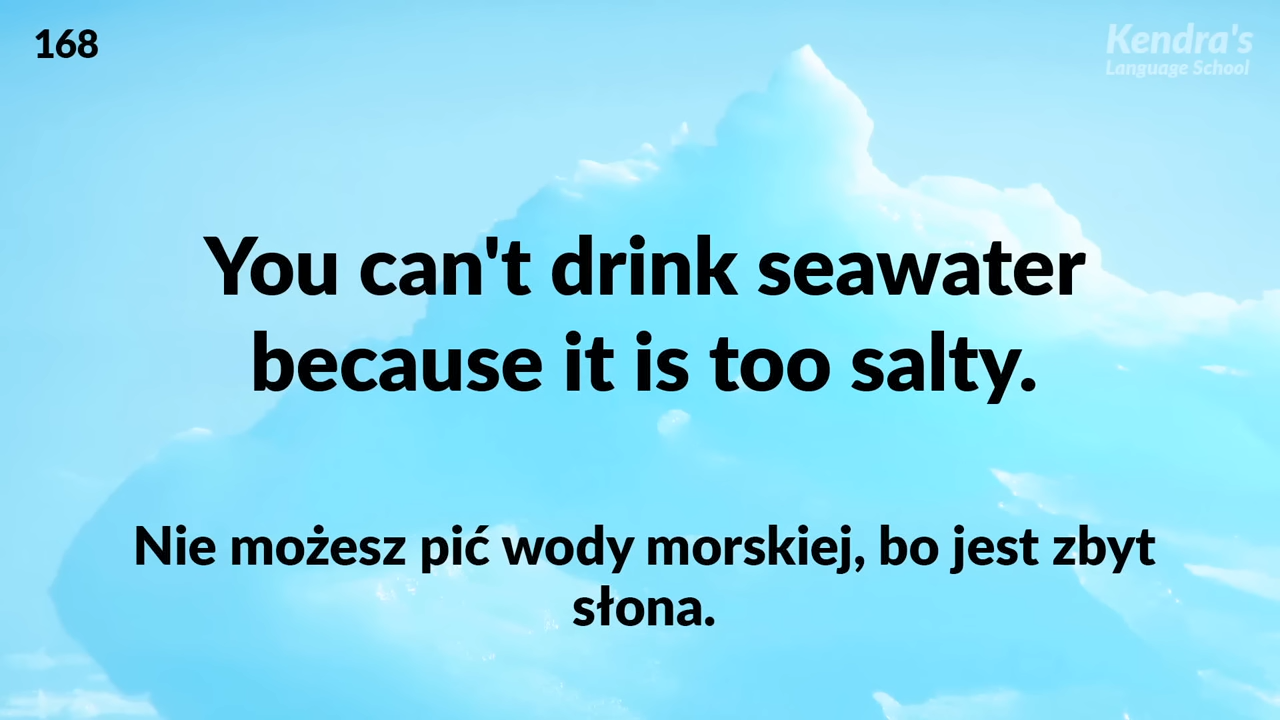 168
Kendra's
Language School
You can't drink seawater
because it is too salty.
Nie możesz pić wody morskiej, bo jest zbyt
słona.